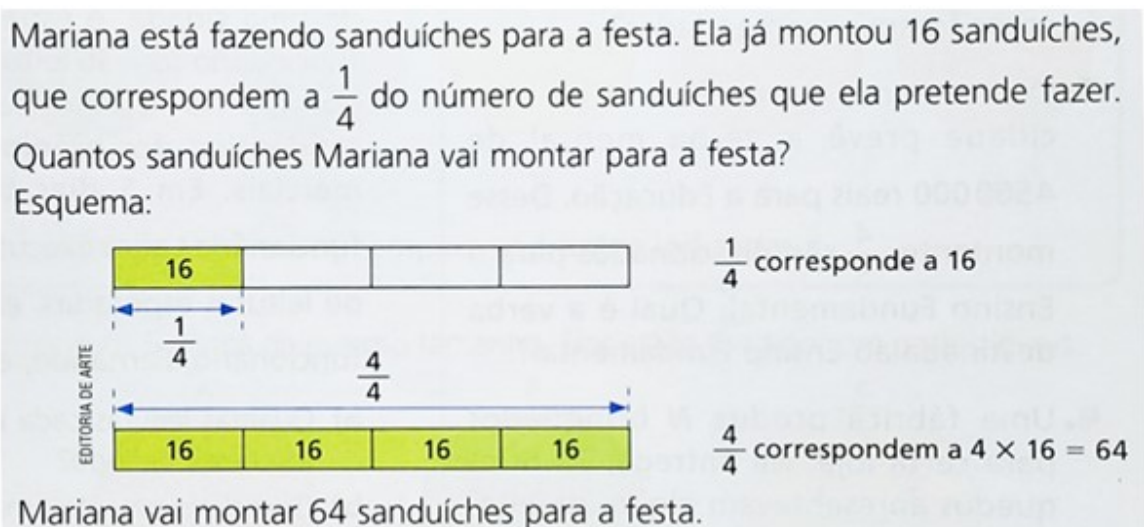 Mariana está fazendo sanduíches para a festa. Ela já montou 16 sanduíches,
que correspondem a 1/4 do número de sanduíches que ela pretende fazer.
Quantos sanduíches Mariana vai montar para a festa?
Esquema:
16
1/4 corresponde a 16
1/4
4/4
EDITORIA DE ARTE
16 16 16 16
4/4 correspondem a 4 × 16 = 64
Mariana vai montar 64 sanduíches para a festa.